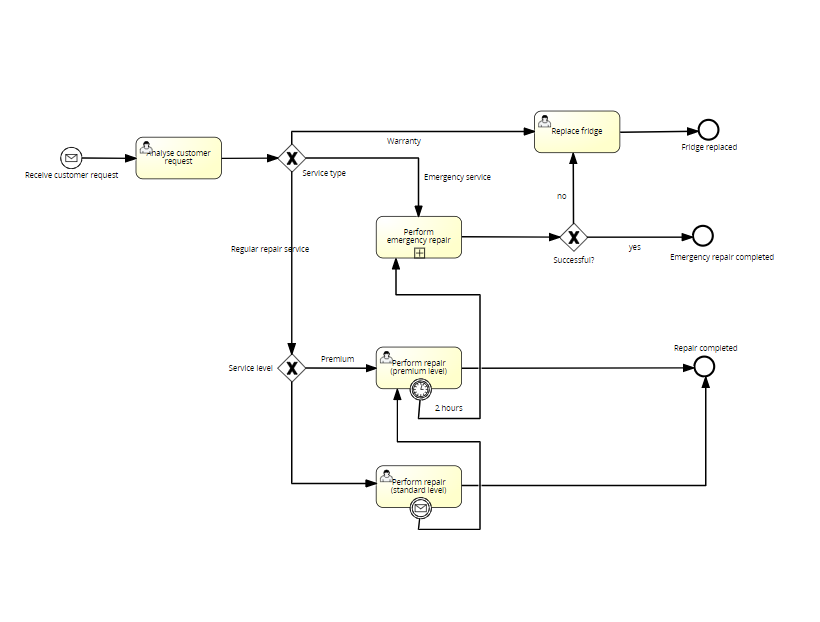 Receive customer request
Analyse customer
request
Service type
Warranty
Replace fridge
Fridge replaced
Emergency service
Perform
emergency repair
no
Successful?
yes
Emergency repair completed
Regular repair service
Service level
Premium
Perform repair
(premium level)
2 hours
Repair completed
Perform repair
(standard level)